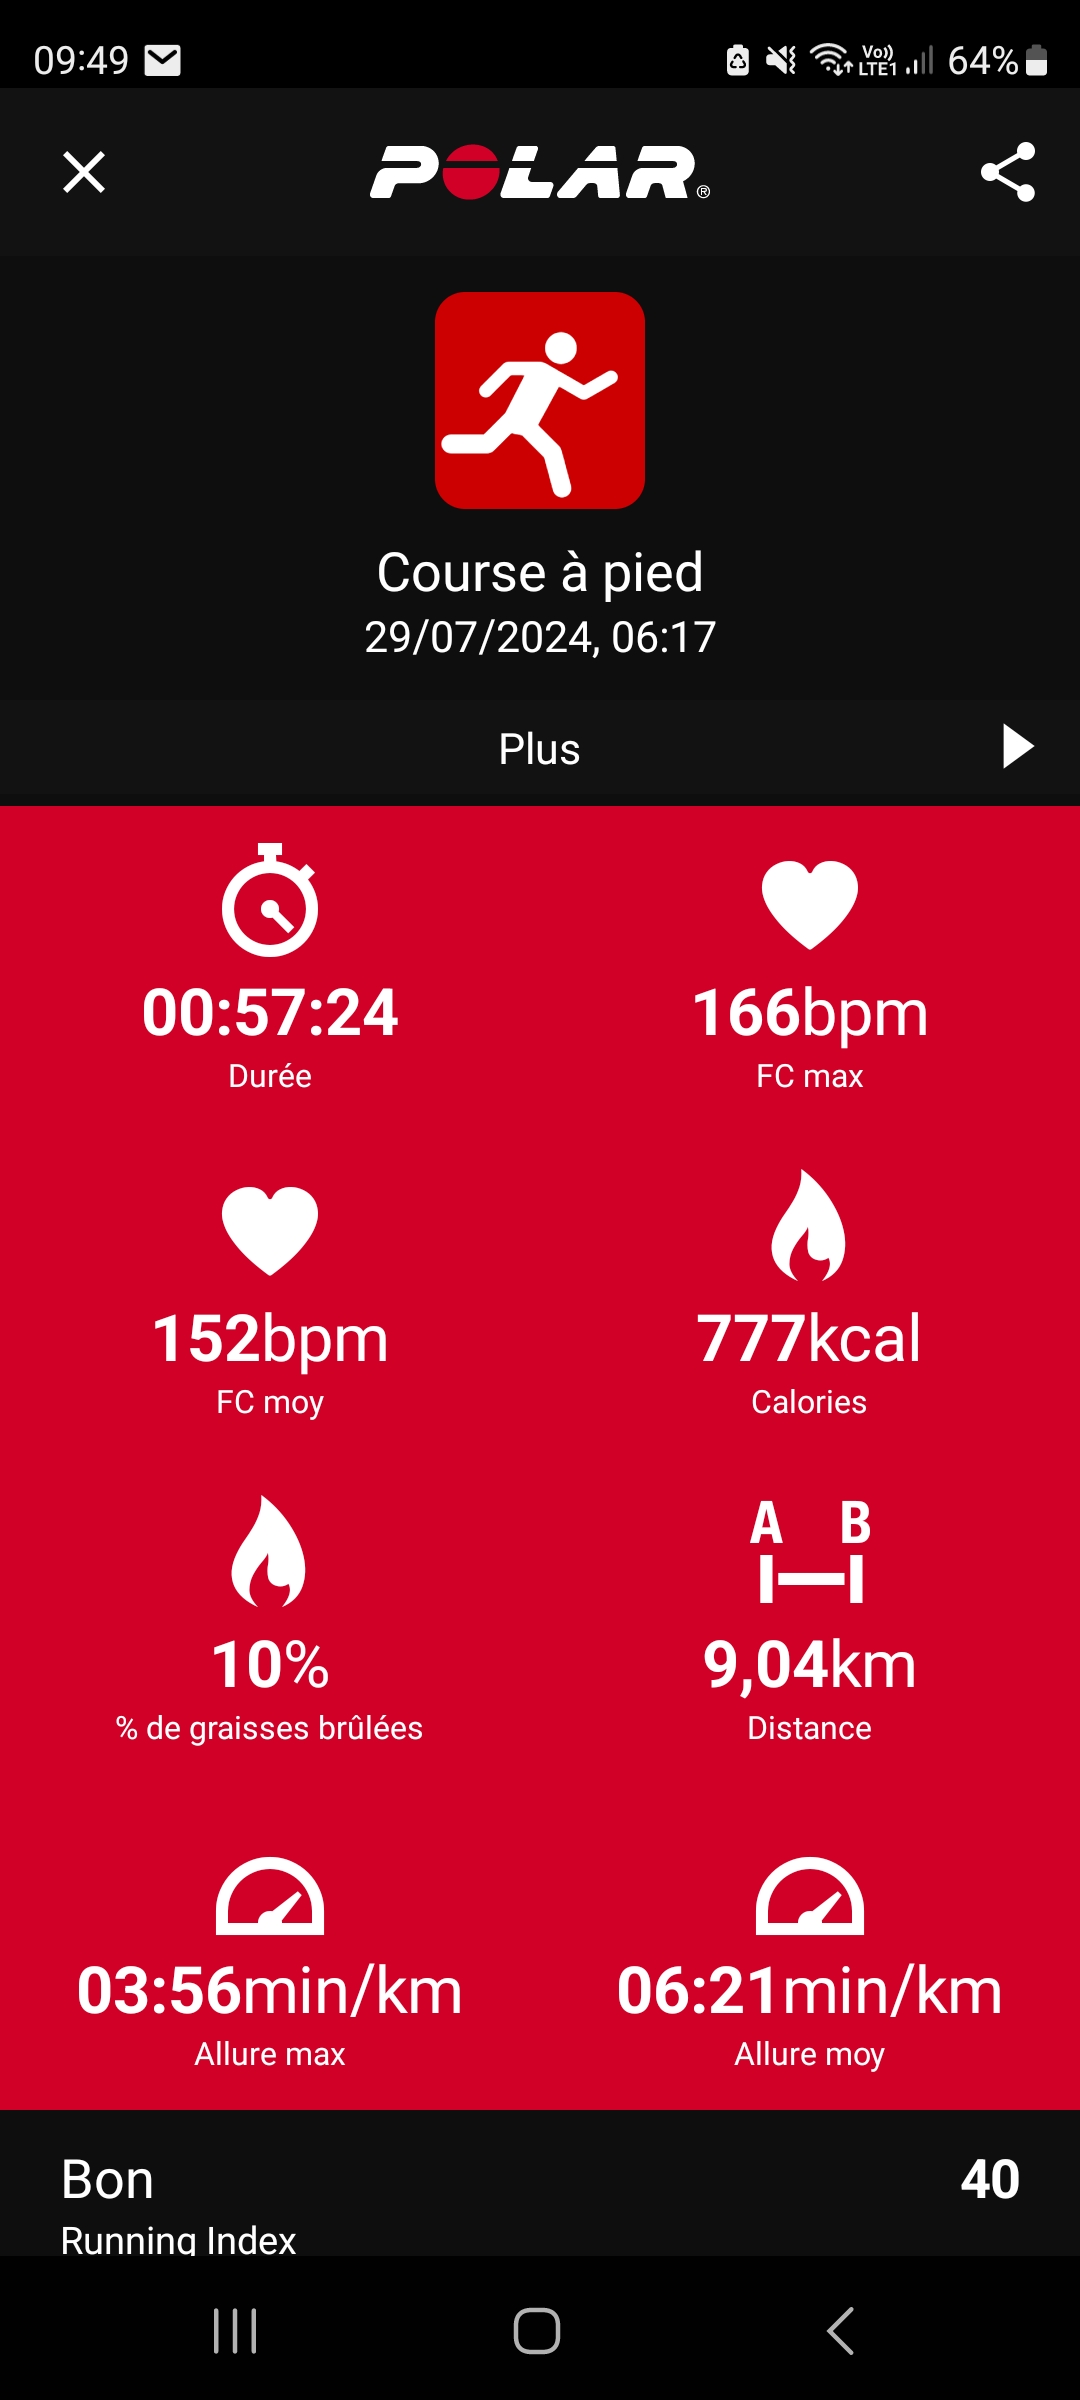 09:49 Vo)) LTE1 64%
POLAR®
Course à pied
29/07/2024, 06:17
Plus
00:57:24 166bpm
Durée FC max
152bpm 777kcal
FC moy Calories
A B
10% 9,04km
% de graisses brûlées Distance
03:56min/km 06:21min/km
Allure max Allure moy
Bon 40
Running Index